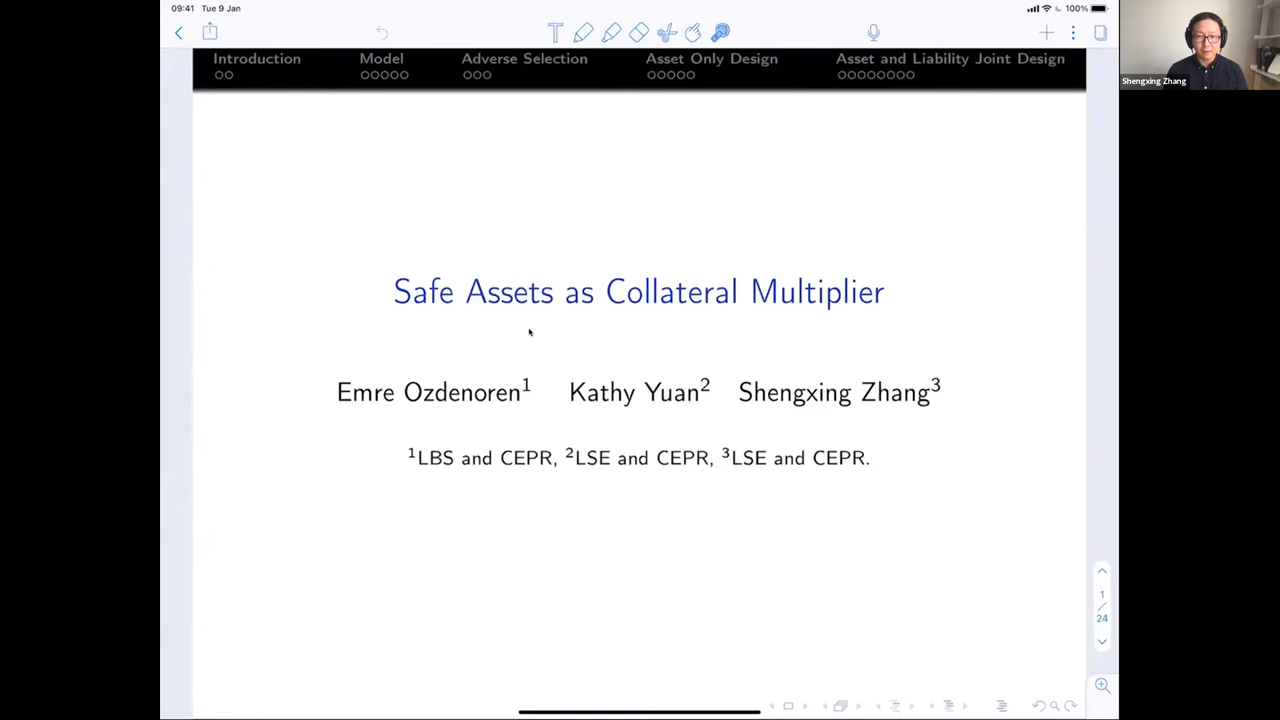 09:41 Tue 9 Jan
100%
Introduction Model Adverse Selection Asset Only Design Asset and Liability Joint Design
Safe Assets as Collateral Multiplier
Emre Ozdenoren¹ Kathy Yuan² Shengxing Zhang³
¹LBS and CEPR, ²LSE and CEPR, ³LSE and CEPR.
1
/
24
Shengxing Zhang